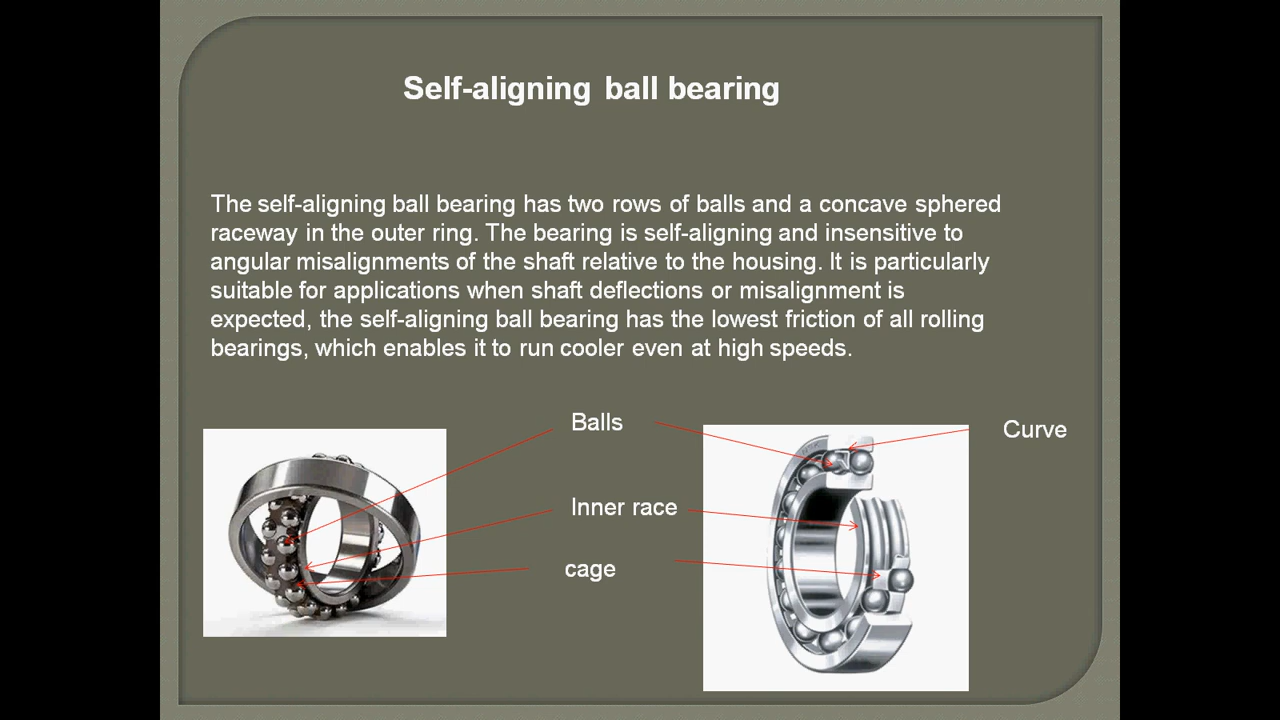 Self-aligning ball bearing
The self-aligning ball bearing has two rows of balls and a concave sphered
raceway in the outer ring. The bearing is self-aligning and insensitive to
angular misalignments of the shaft relative to the housing. It is particularly
suitable for applications when shaft deflections or misalignment is
expected, the self-aligning ball bearing has the lowest friction of all rolling
bearings, which enables it to run cooler even at high speeds.
Balls
Curve
Inner race
cage